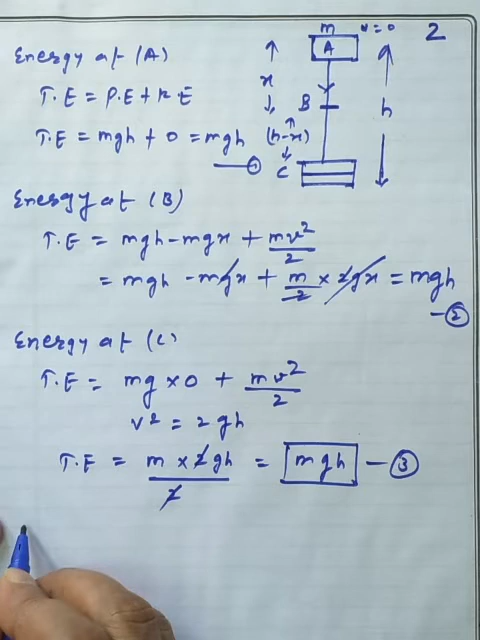 2
m v=0
A
x
B
h
(h-x)
C
Energy at (A)
T.E = P.E + K.E
T.E = mgh + 0 = mgh
— ①
Energy at (B)
T.E = mgh - mgx + mv²/2
= mgh - mgx + m/2 × 2gx = mgh
— ②
Energy at (C)
T.E = mg × 0 + mv²/2
v² = 2gh
T.E = m × 2gh / 2 = mgh — ③